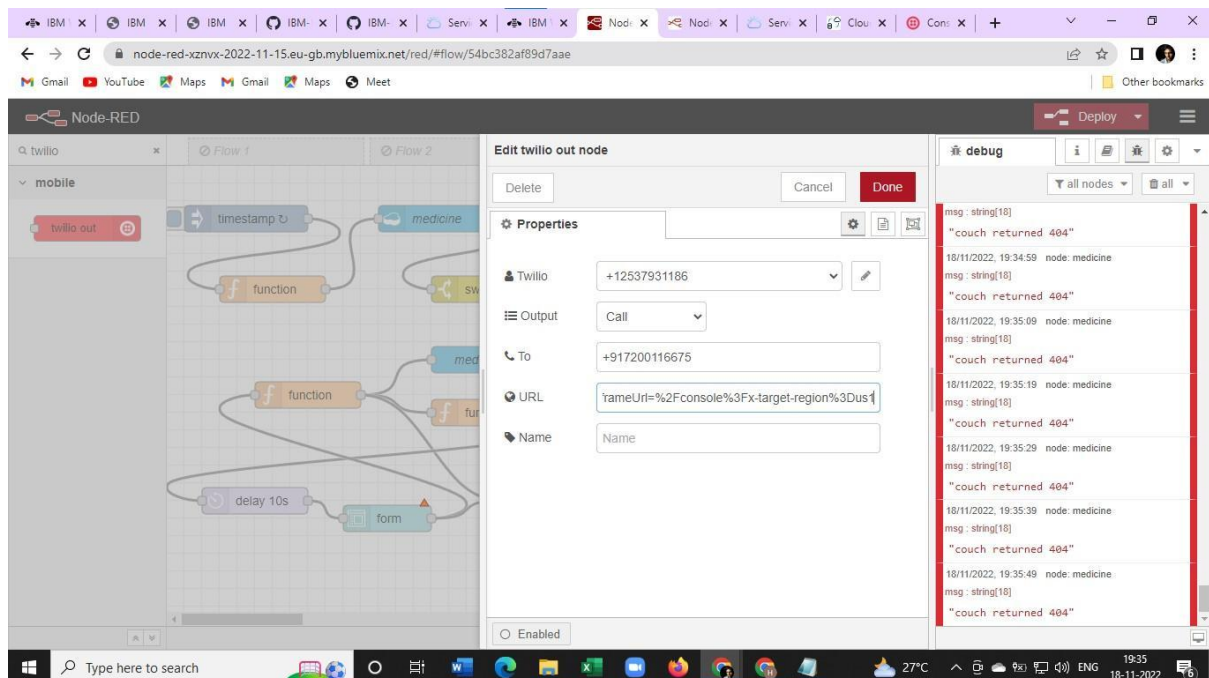 IBM IBM IBM IBM- IBM- Servi IBM Node- Node Servi Clou Cons
node-red-xznvx-2022-11-15.eu-gb.mybluemix.net/red/#flow/54bc382af89d7aae
Gmail YouTube Maps Gmail Maps Meet Other bookmarks
Node-RED Deploy
twilio
Flow 1 Flow 2
Edit twilio out node
debug
Delete Cancel Done
all nodes all
mobile
twilio out
timestamp medicine
function sw
med
function fur
delay 10s
form
Properties
Twilio +12537931186
Output Call
To +917200116675
URL rameUrl=%2Fconsole%3Fx-target-region%3Dus1
Name Name
Enabled
msg : string[18]
"couch returned 404"
18/11/2022, 19:34:59 node: medicine
msg : string[18]
"couch returned 404"
18/11/2022, 19:35:09 node: medicine
msg : string[18]
"couch returned 404"
18/11/2022, 19:35:19 node: medicine
msg : string[18]
"couch returned 404"
18/11/2022, 19:35:29 node: medicine
msg : string[18]
"couch returned 404"
18/11/2022, 19:35:39 node: medicine
msg : string[18]
"couch returned 404"
18/11/2022, 19:35:49 node: medicine
msg : string[18]
"couch returned 404"
Type here to search
27°C ENG
19:35
18-11-2022